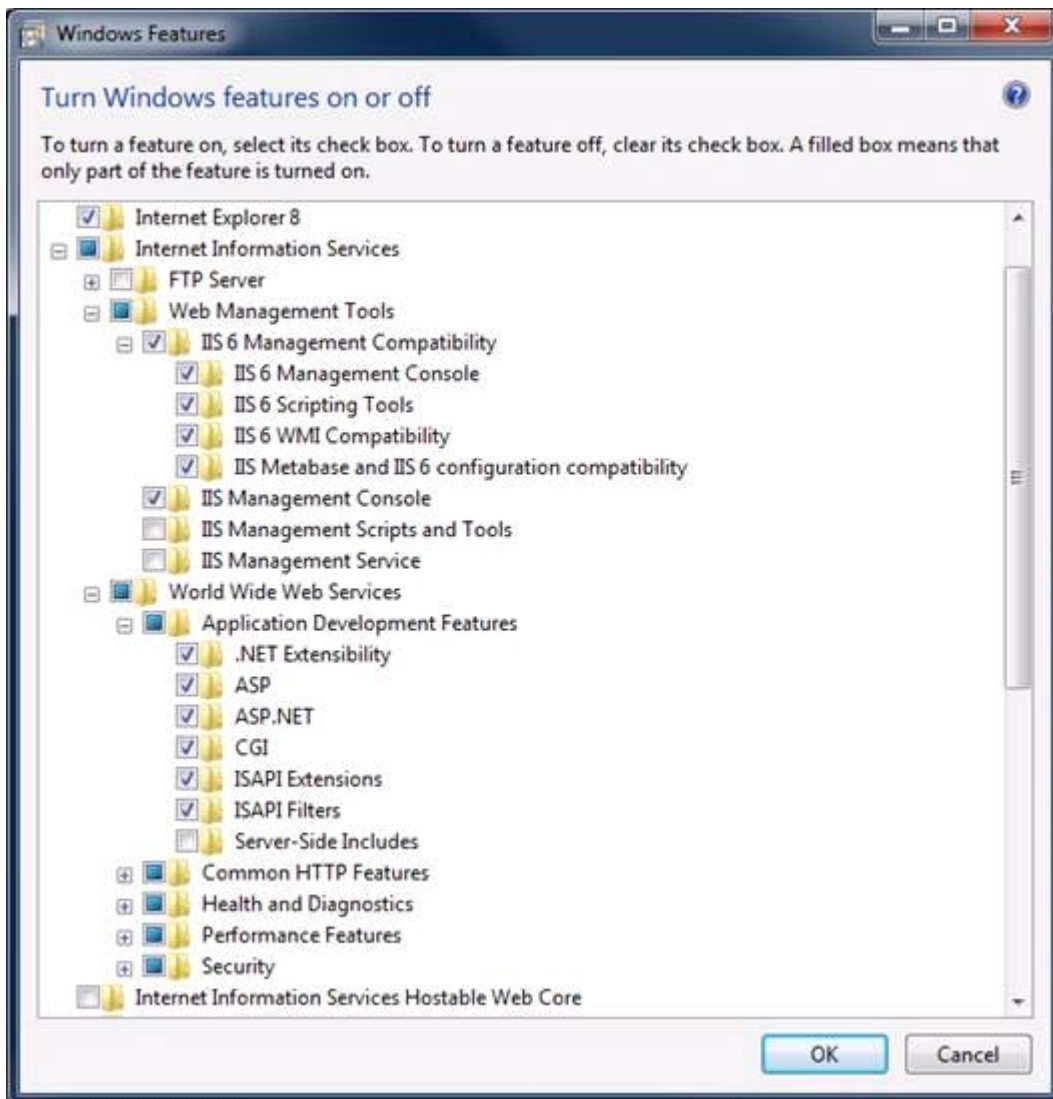 Windows Features
Turn Windows features on or off
To turn a feature on, select its check box. To turn a feature off, clear its check box. A filled box means that
only part of the feature is turned on.
Internet Explorer 8
Internet Information Services
FTP Server
Web Management Tools
IIS 6 Management Compatibility
IIS 6 Management Console
IIS 6 Scripting Tools
IIS 6 WMI Compatibility
IIS Metabase and IIS 6 configuration compatibility
IIS Management Console
IIS Management Scripts and Tools
IIS Management Service
World Wide Web Services
Application Development Features
.NET Extensibility
ASP
ASP.NET
CGI
ISAPI Extensions
ISAPI Filters
Server-Side Includes
Common HTTP Features
Health and Diagnostics
Performance Features
Security
Internet Information Services Hostable Web Core
OK Cancel